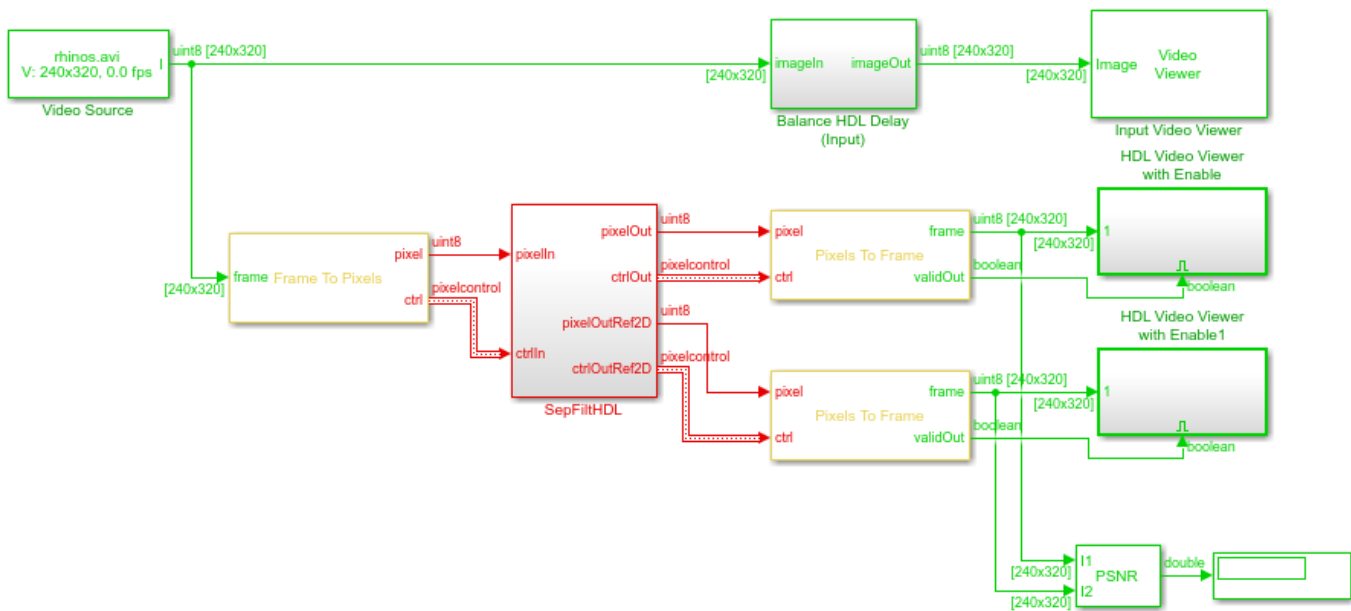 rhinos.avi
V: 240x320, 0.0 fps
I
Video Source
uint8 [240x320]
[240x320]
imageIn
imageOut
Balance HDL Delay
(Input)
uint8 [240x320]
[240x320]
Image
Video
Viewer
Input Video Viewer
[240x320]
frame
Frame To Pixels
pixel
ctrl
uint8
pixelcontrol
pixelIn
ctrlIn
pixelOut
ctrlOut
pixelOutRef2D
ctrlOutRef2D
SepFiltHDL
uint8
pixelcontrol
uint8
pixelcontrol
pixel
ctrl
Pixels To Frame
frame
validOut
uint8 [240x320]
[240x320]
boolean
HDL Video Viewer
with Enable
1
boolean
pixel
ctrl
Pixels To Frame
frame
validOut
uint8 [240x320]
[240x320]
boolean
HDL Video Viewer
with Enable1
1
boolean
[240x320]
[240x320]
I1
I2
PSNR
double